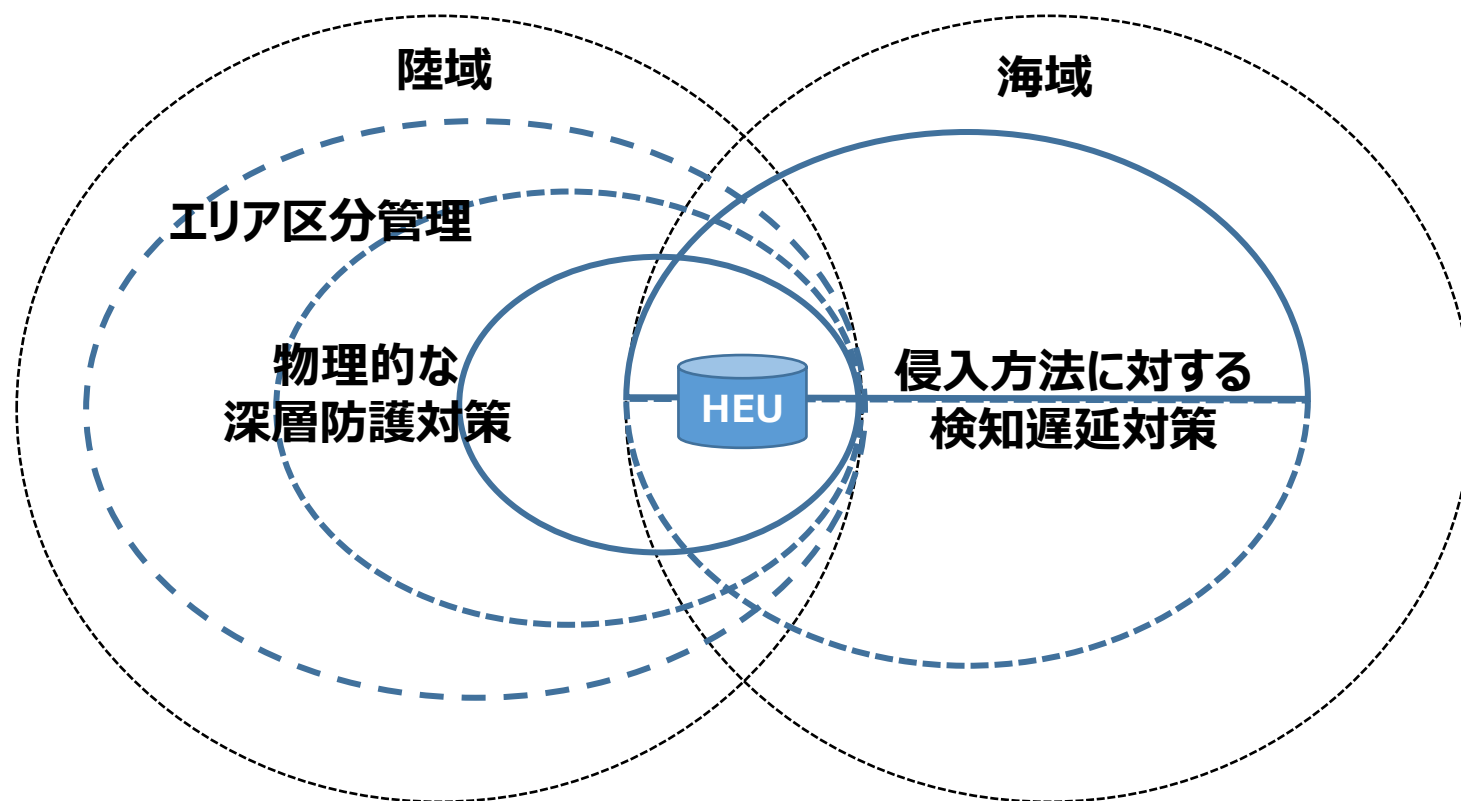 陸域
海域
エリア区分管理
物理的な
深層防護対策
HEU
侵入方法に対する
検知遅延対策